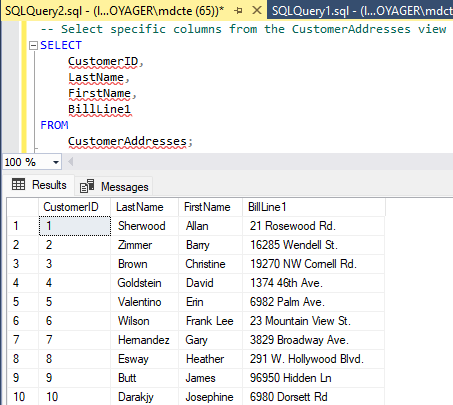 SQLQuery2.sql - (l...OYAGER\mdcte (65))* SQLQuery1.sql - (l...OYAGER\mdct
-- Select specific columns from the CustomerAddresses view
SELECT
CustomerID,
LastName,
FirstName,
BillLine1
FROM
CustomerAddresses;
100 %
Results Messages
CustomerID LastName FirstName BillLine1
1 1 Sherwood Allan 21 Rosewood Rd.
2 2 Zimmer Barry 16285 Wendell St.
3 3 Brown Christine 19270 NW Cornell Rd.
4 4 Goldstein David 1374 46th Ave.
5 5 Valentino Erin 6982 Palm Ave.
6 6 Wilson Frank Lee 23 Mountain View St.
7 7 Hernandez Gary 3829 Broadway Ave.
8 8 Esway Heather 291 W. Hollywood Blvd.
9 9 Butt James 96950 Hidden Ln
10 10 Darakjy Josephine 6980 Dorsett Rd